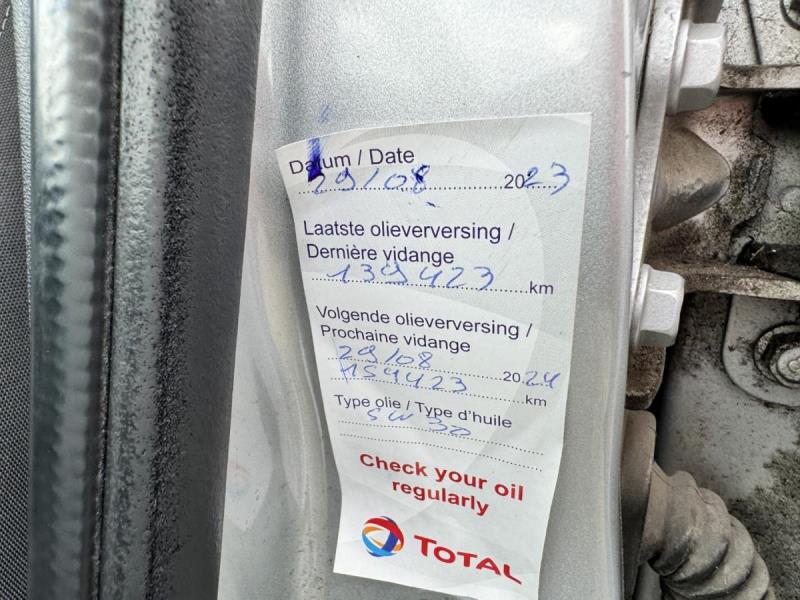 Datum / Date
29/08 2023
Laatste olieverversing /
Dernière vidange
139423 km
Volgende olieverversing /
Prochaine vidange
29/08 2024
159423 km
Type olie / Type d'huile
5W30
Check your oil
regularly
TOTAL